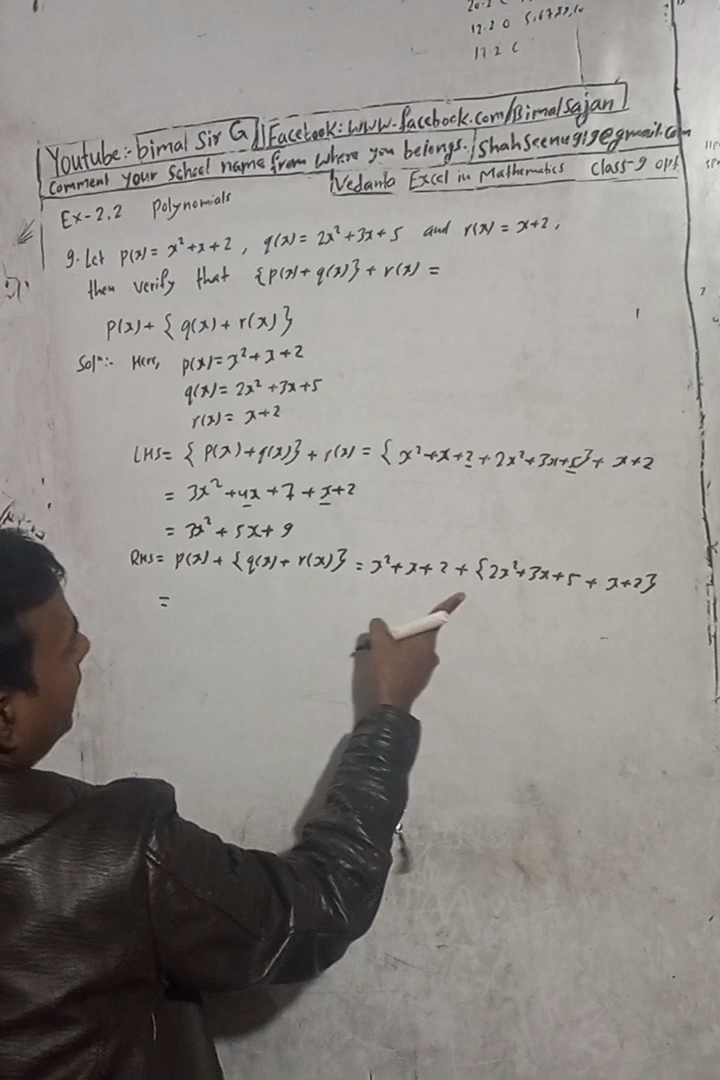 12.2 C
Youtube:- bimal Sir G || Facebook: www.facebook.com/Bimalsajan
Comment your school name from where you belongs.
Vedanta Excel in Mathematics Class-9 opt
Ex-2.2 Polynomials
9. Let p(x) = x² + x + 2, q(x) = 2x² + 3x + 5 and r(x) = x+2,
then verify that {p(x) + q(x)} + r(x) =
p(x) + {q(x) + r(x)}
Solⁿ:- Here, p(x) = x² + x + 2
q(x) = 2x² + 3x + 5
r(x) = x + 2
LHS = {p(x) + q(x)} + r(x) = {x² + x + 2 + 2x² + 3x + 5} + x + 2
= 3x² + 4x + 7 + x + 2
= 3x² + 5x + 9
RHS = p(x) + {q(x) + r(x)} = x² + x + 2 + {2x² + 3x + 5 + x + 2}
=